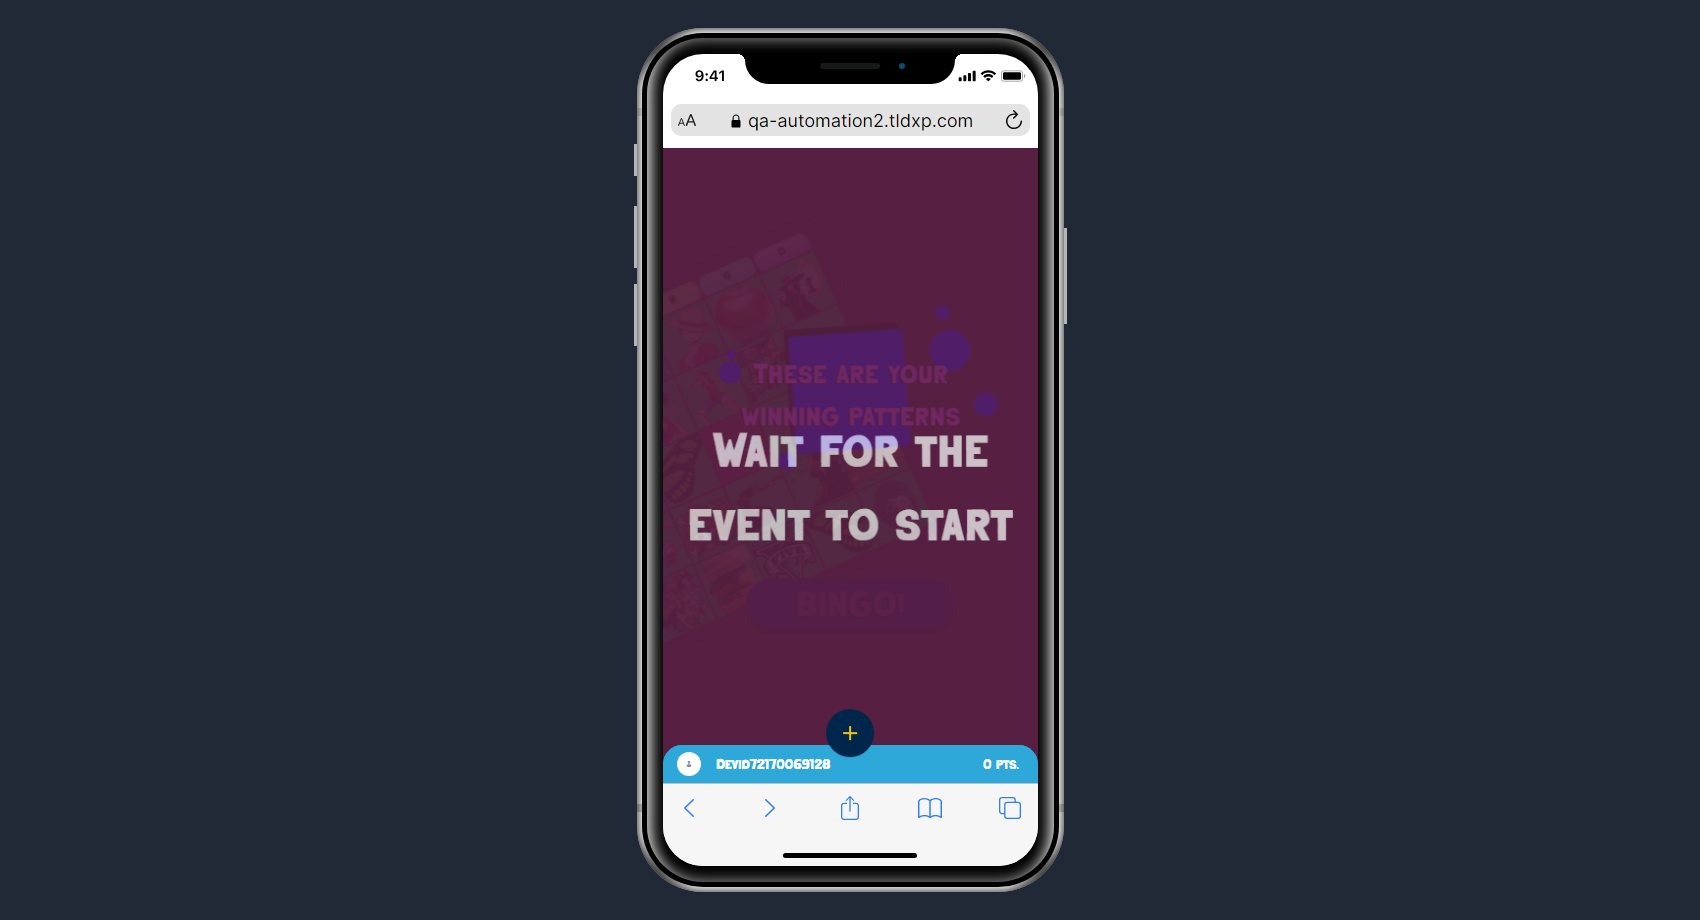 9:41
AA
qa-automation2.tldxp.com
These are your
winning patterns
Wait for the
event to start
BINGO!
Devid72170069128
0 pts.